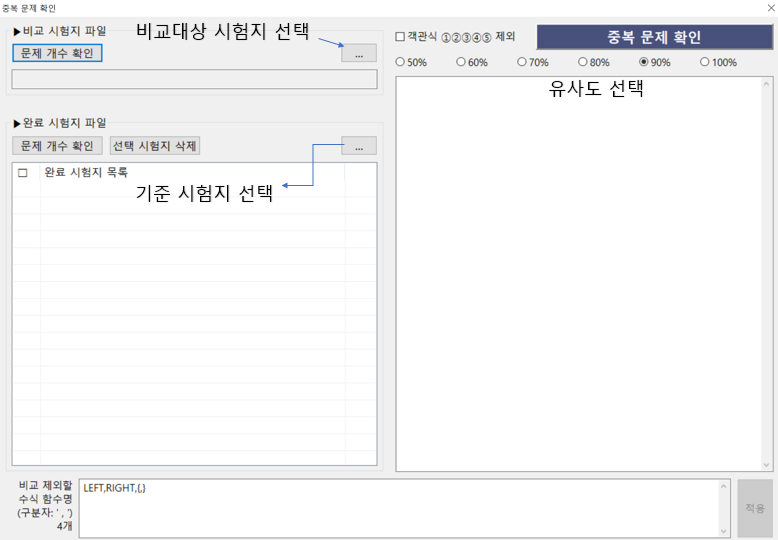 중복 문제 확인
▶비교 시험지 파일
비교대상 시험지 선택
문제 개수 확인
...
▶완료 시험지 파일
문제 개수 확인 선택 시험지 삭제
...
완료 시험지 목록
기준 시험지 선택
객관식 ①②③④⑤ 제외
중복 문제 확인
50% 60% 70% 80% 90% 100%
유사도 선택
비교 제외할
수식 함수명
(구분자: ' , ')
4개
LEFT,RIGHT,{,}
적용